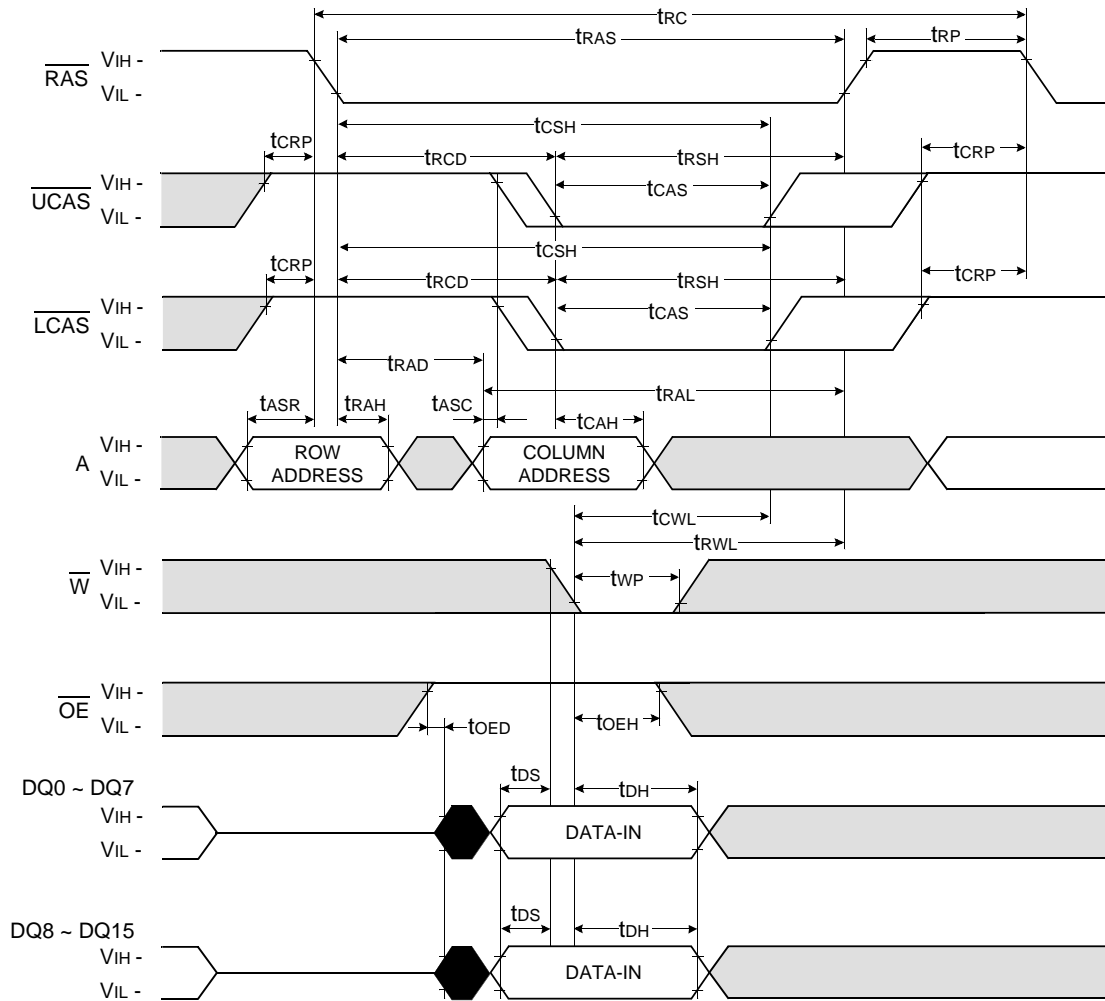 tRC
tRAS
tRP
RAS
VIH -
VIL -
tCSH
tCRP
tRCD
tRSH
tCRP
UCAS
VIH -
VIL -
tCAS
tCSH
tCRP
tRCD
tRSH
tCRP
LCAS
VIH -
VIL -
tCAS
tRAD
tRAL
tASR
tRAH
tASC
tCAH
A
VIH -
VIL -
ROW
ADDRESS
COLUMN
ADDRESS
tCWL
tRWL
W
VIH -
VIL -
tWP
OE
VIH -
VIL -
tOED
tOEH
DQ0 ~ DQ7
VIH -
VIL -
tDS
tDH
DATA-IN
DQ8 ~ DQ15
VIH -
VIL -
tDS
tDH
DATA-IN